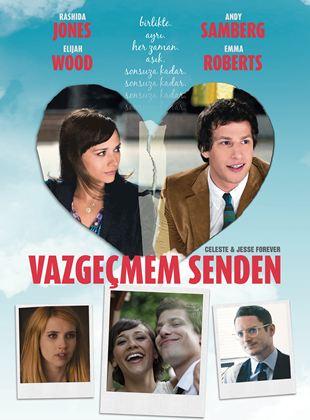 RASHIDA
JONES
ELIJAH
WOOD
birlikte.
ayrı.
her zaman.
aşık.
sonsuza kadar.
sonsuza kadar.
sonsuza kadar.
ANDY
SAMBERG
EMMA
ROBERTS
CELESTE & JESSE FOREVER
VAZGEÇMEM SENDEN